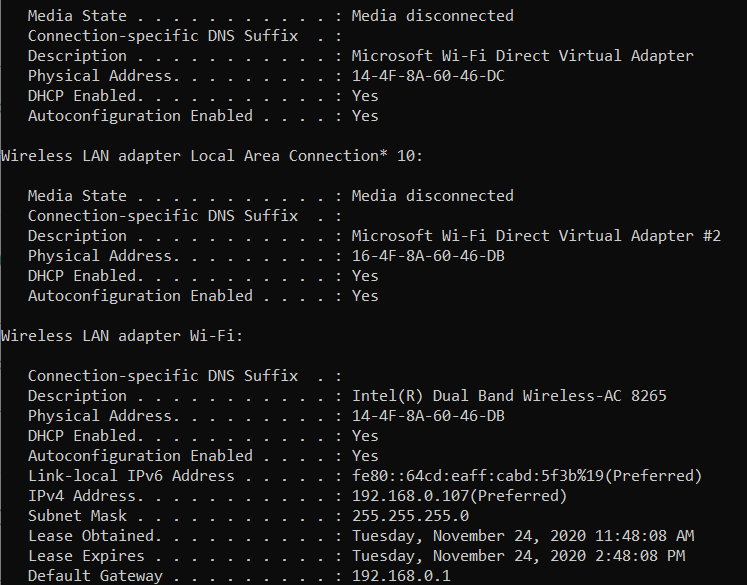 Media State . . . . . . . . . . . : Media disconnected
Connection-specific DNS Suffix  . :
Description . . . . . . . . . . . : Microsoft Wi-Fi Direct Virtual Adapter
Physical Address. . . . . . . . . : 14-4F-8A-60-46-DC
DHCP Enabled. . . . . . . . . . . : Yes
Autoconfiguration Enabled . . . . : Yes
Wireless LAN adapter Local Area Connection* 10:
Media State . . . . . . . . . . . : Media disconnected
Connection-specific DNS Suffix  . :
Description . . . . . . . . . . . : Microsoft Wi-Fi Direct Virtual Adapter #2
Physical Address. . . . . . . . . : 16-4F-8A-60-46-DB
DHCP Enabled. . . . . . . . . . . : Yes
Autoconfiguration Enabled . . . . : Yes
Wireless LAN adapter Wi-Fi:
Connection-specific DNS Suffix  . :
Description . . . . . . . . . . . : Intel(R) Dual Band Wireless-AC 8265
Physical Address. . . . . . . . . : 14-4F-8A-60-46-DB
DHCP Enabled. . . . . . . . . . . : Yes
Autoconfiguration Enabled . . . . : Yes
Link-local IPv6 Address . . . . . : fe80::64cd:eaff:cabd:5f3b%19(Preferred)
IPv4 Address. . . . . . . . . . . : 192.168.0.107(Preferred)
Subnet Mask . . . . . . . . . . . : 255.255.255.0
Lease Obtained. . . . . . . . . . : Tuesday, November 24, 2020 11:48:08 AM
Lease Expires . . . . . . . . . . : Tuesday, November 24, 2020 2:48:08 PM
Default Gateway . . . . . . . . . : 192.168.0.1